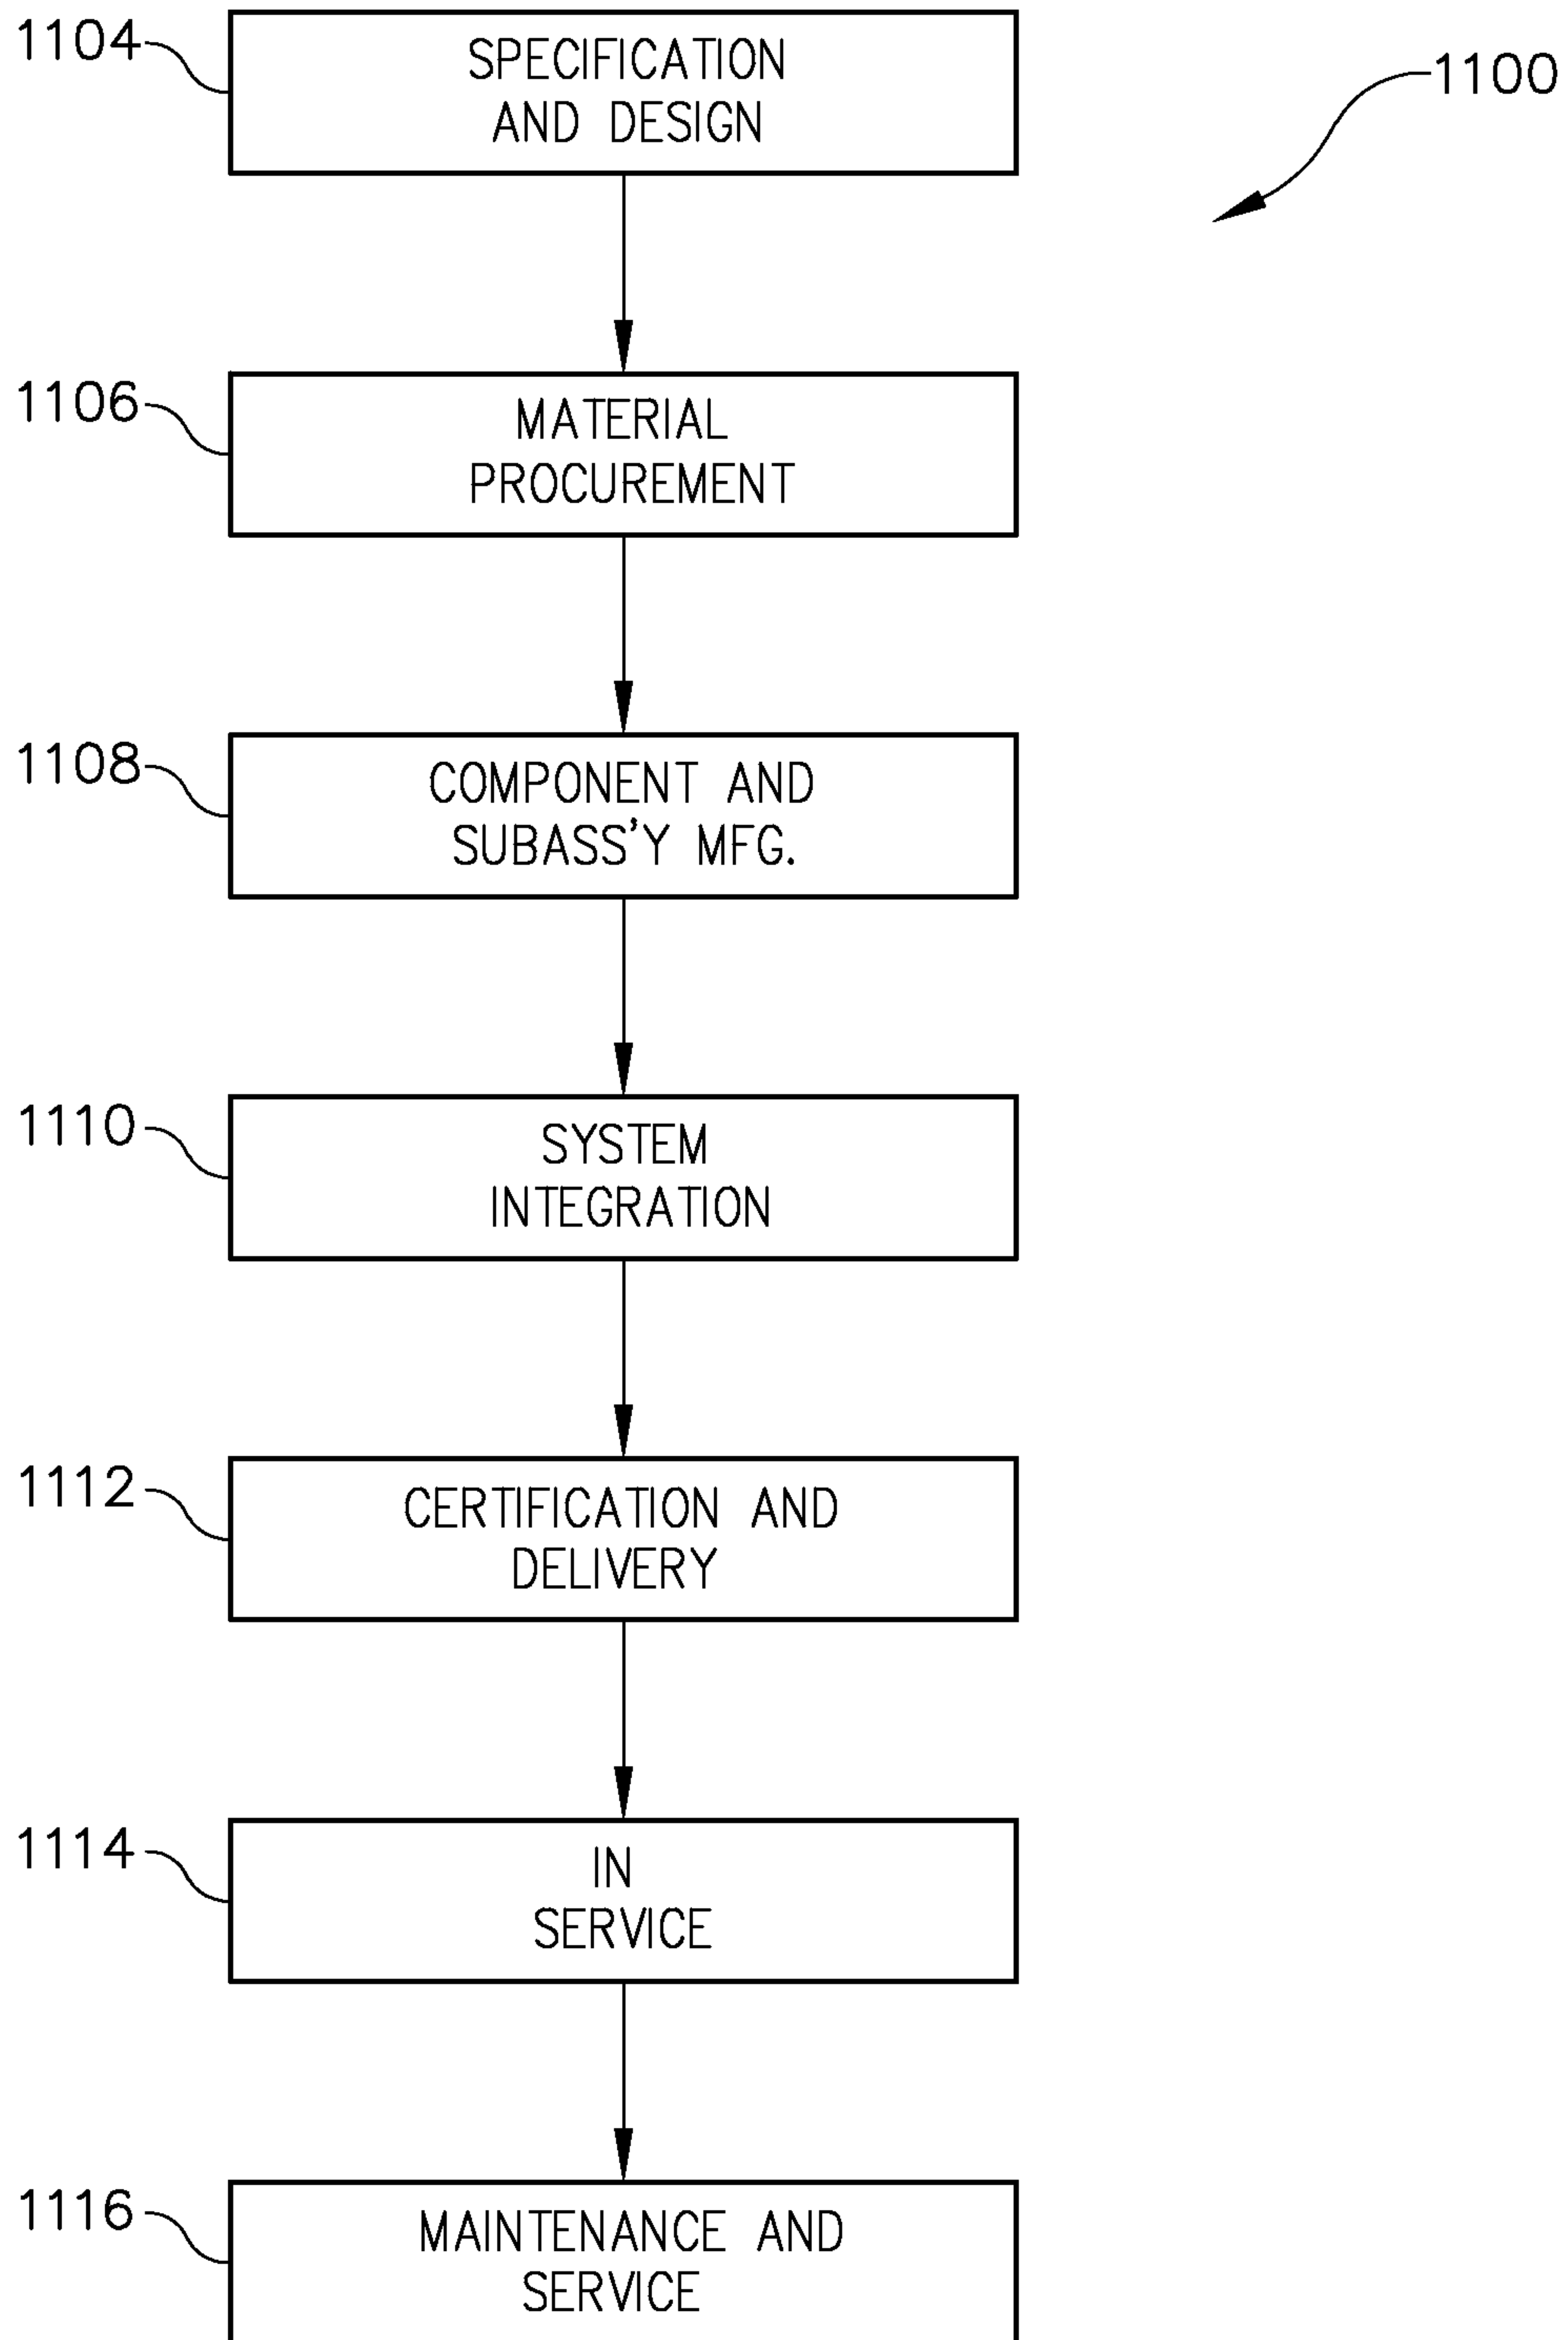 1104
SPECIFICATION
AND DESIGN
1100
1106
MATERIAL
PROCUREMENT
1108
COMPONENT AND
SUBASS'Y MFG.
1110
SYSTEM
INTEGRATION
1112
CERTIFICATION AND
DELIVERY
1114
IN
SERVICE
1116
MAINTENANCE AND
SERVICE